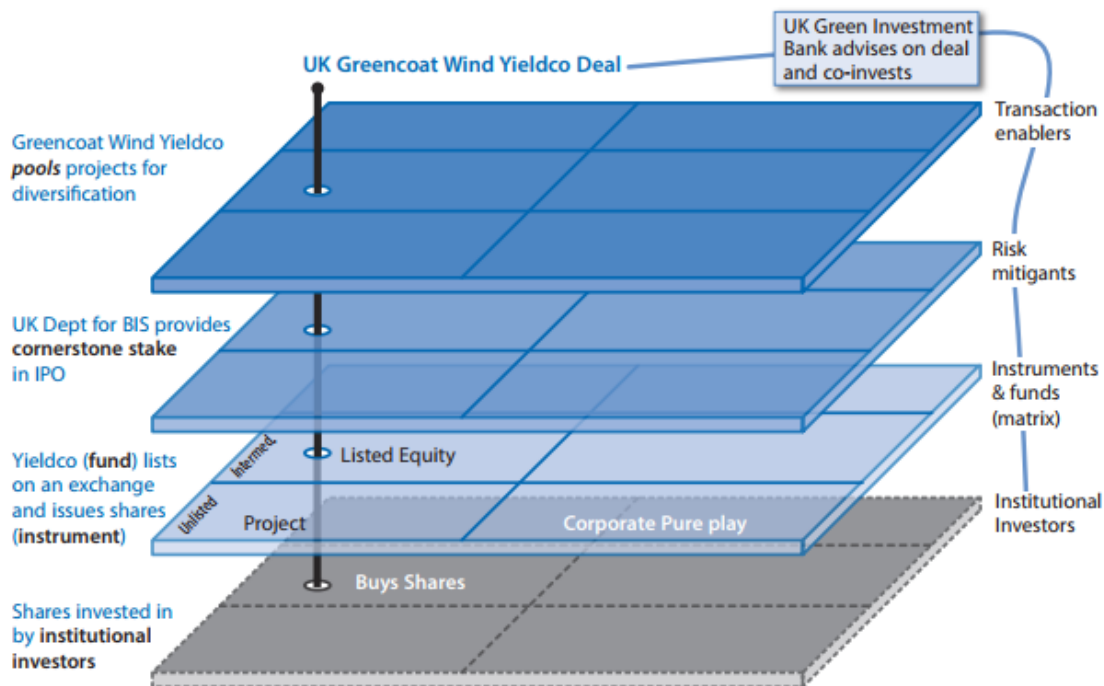 UK Green Investment
Bank advises on deal
and co-invests
UK Greencoat Wind Yieldco Deal
Transaction
enablers
Greencoat Wind Yieldco
pools projects for
diversification
Risk
mitigants
UK Dept for BIS provides
cornerstone stake
in IPO
Instruments
& funds
(matrix)
Yieldco (fund) lists
on an exchange
and issues shares
(instrument)
Intermed.
Listed Equity
Unlisted
Project
Corporate Pure play
Institutional
Investors
Buys Shares
Shares invested in
by institutional
investors